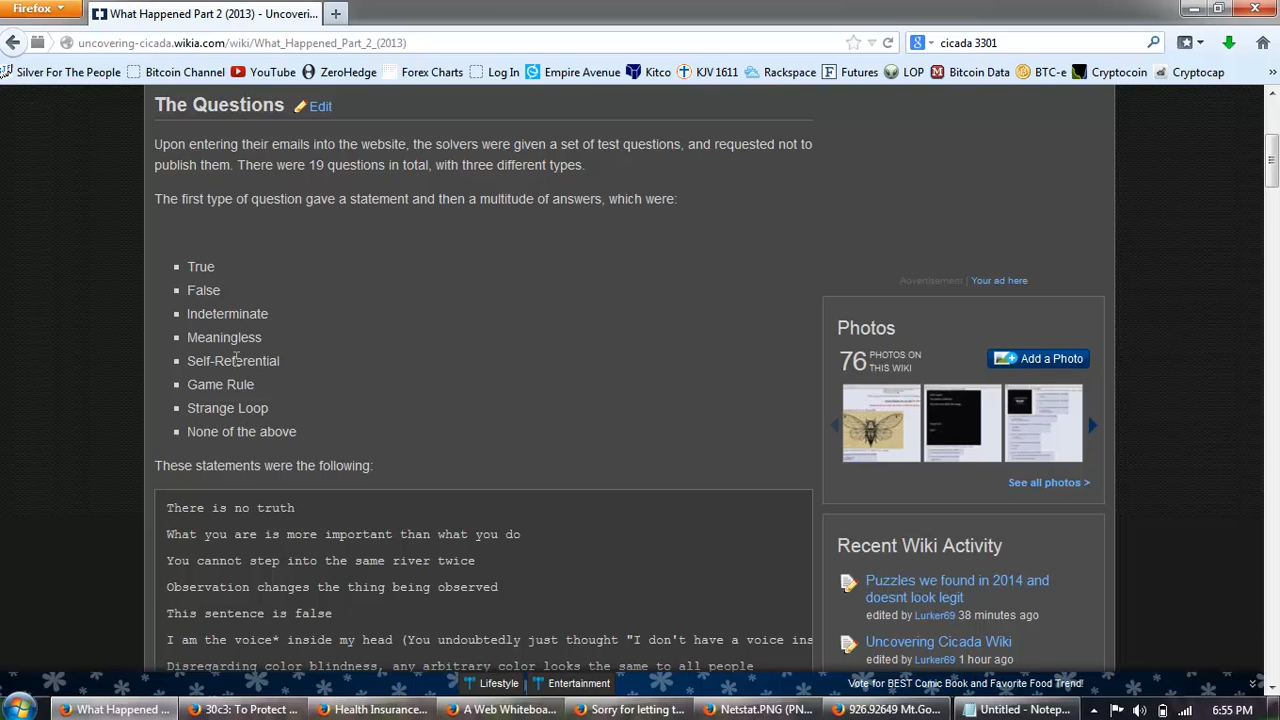 Firefox
What Happened Part 2 (2013) - Uncoveri...
uncovering-cicada.wikia.com/wiki/What_Happened_Part_2_(2013)
cicada 3301
Silver For The People
Bitcoin Channel
YouTube
ZeroHedge
Forex Charts
Log In
Empire Avenue
Kitco
KJV 1611
Rackspace
Futures
LOP
Bitcoin Data
BTC-e
Cryptocoin
Cryptocap
The Questions Edit
Upon entering their emails into the website, the solvers were given a set of test questions, and requested not to
publish them. There were 19 questions in total, with three different types.
The first type of question gave a statement and then a multitude of answers, which were:
True
False
Indeterminate
Meaningless
Self-Referential
Game Rule
Strange Loop
None of the above
These statements were the following:
There is no truth
What you are is more important than what you do
You cannot step into the same river twice
Observation changes the thing being observed
This sentence is false
I am the voice* inside my head (You undoubtedly just thought "I don't have a voice ins
Disregarding color blindness, any arbitrary color looks the same to all people
Advertisement | Your ad here
Photos
76 PHOTOS ON
THIS WIKI
Add a Photo
See all photos >
Recent Wiki Activity
Puzzles we found in 2014 and
doesnt look legit
edited by Lurker69 38 minutes ago
Uncovering Cicada Wiki
edited by Lurker69 1 hour ago
Lifestyle
Entertainment
Vote for BEST Comic Book and Favorite Food Trend!
What Happened ...
30c3: To Protect ...
Health Insurance...
A Web Whiteboa...
Sorry for letting t...
Netstat.PNG (PN...
926.92649 Mt.Go...
Untitled - Notep...
6:55 PM